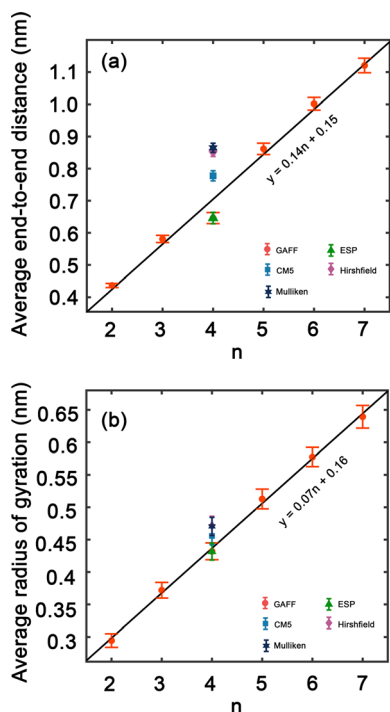 (a)
Average end-to-end distance (nm)
1.1
1.0
0.9
0.8
0.7
0.6
0.5
0.4
y = 0.14n + 0.15
GAFF
ESP
CM5
Hirshfield
Mulliken
2 3 4 5 6 7
n
(b)
Average radius of gyration (nm)
0.65
0.6
0.55
0.5
0.45
0.4
0.35
0.3
y = 0.07n + 0.16
GAFF
ESP
CM5
Hirshfield
Mulliken
2 3 4 5 6 7
n